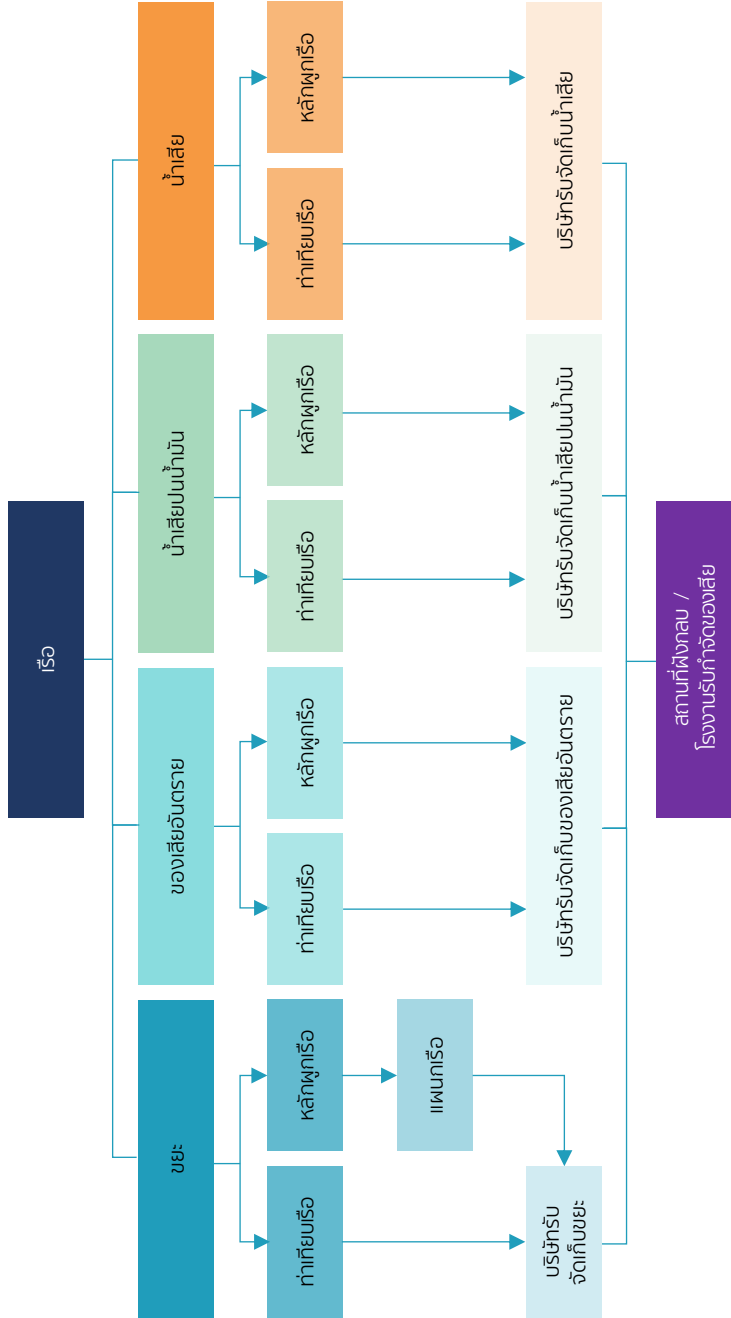 เรือ
ขยะ
ของเสียอันตราย
น้ำเสียปนน้ำมัน
น้ำเสีย
ท่าเทียบเรือ
หลักผูกเรือ
ท่าเทียบเรือ
หลักผูกเรือ
ท่าเทียบเรือ
หลักผูกเรือ
ท่าเทียบเรือ
หลักผูกเรือ
แผนกเรือ
บริษัทรับ
จัดเก็บขยะ
บริษัทรับจัดเก็บของเสียอันตราย
บริษัทรับจัดเก็บน้ำเสียปนน้ำมัน
บริษัทรับจัดเก็บน้ำเสีย
สถานที่ฝังกลบ /
โรงงานรับกำจัดของเสีย